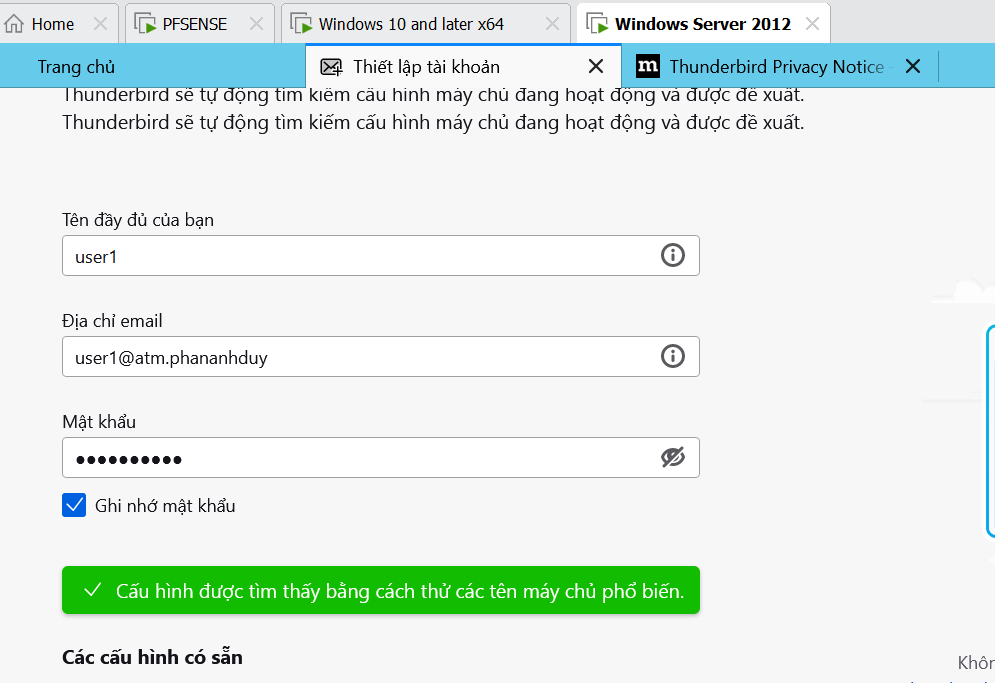 Home
PFSENSE
Windows 10 and later x64
Windows Server 2012
Trang chủ
Thiết lập tài khoản
m Thunderbird Privacy Notice
Thunderbird sẽ tự động tìm kiếm cấu hình máy chủ đang hoạt động và được đề xuất.
Thunderbird sẽ tự động tìm kiếm cấu hình máy chủ đang hoạt động và được đề xuất.
Tên đầy đủ của bạn
user1
Địa chỉ email
user1@atm.phananhduy
Mật khẩu
••••••••••
Ghi nhớ mật khẩu
Cấu hình được tìm thấy bằng cách thử các tên máy chủ phổ biến.
Các cấu hình có sẵn